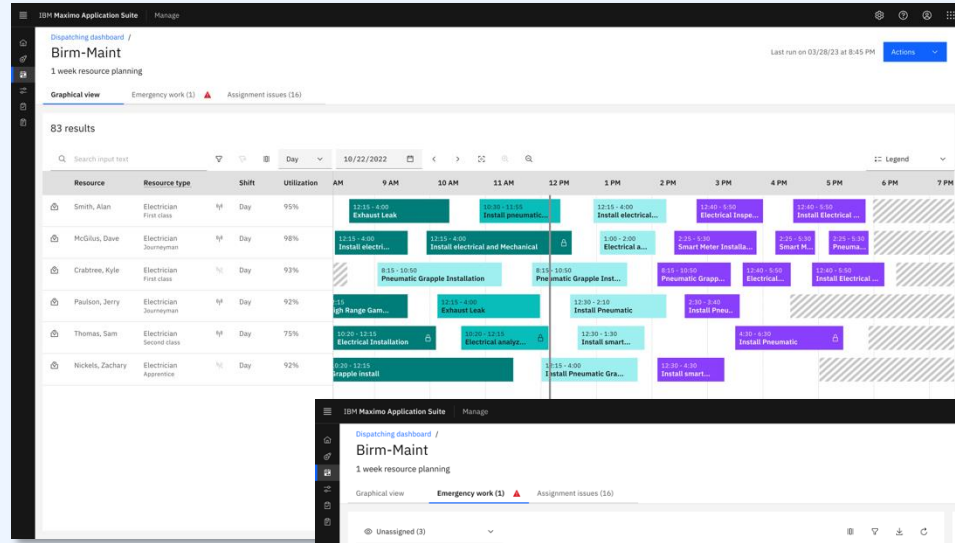 IBM Maximo Application Suite Manage
Dispatching dashboard /
Birm-Maint
1 week resource planning
Last run on 03/28/23 at 8:45 PM Actions
Graphical view Emergency work (1) Assignment issues (16)
83 results
Search input text Day 10/22/2022 Legend
Resource Resource type Shift Utilization AM 9 AM 10 AM 11 AM 12 PM 1 PM 2 PM 3 PM 4 PM 5 PM 6 PM 7 PM
Smith, Alan Electrician Day 95%
First class
12:15 - 4:00 10:30 - 11:55 12:15 - 4:00 12:40 - 5:50 12:40 - 5:50
Exhaust Leak Install pneumatic... Install electrical... Electrical Inspe... Install Electrical ...
McGilus, Dave Electrician Day 98%
Journeyman
12:15 - 4:00 12:15 - 4:00 1:00 - 2:00 2:25 - 5:30 2:25 - 5:30 2:25 - 5:30
Install electri... Install electrical and Mechanical Electrical a... Smart Meter Installa... Smart M... Pneuma...
Crabtree, Kyle Electrician Day 93%
First class
8:15 - 10:50 8:15 - 10:50 8:15 - 10:50 12:40 - 5:50 12:40 - 5:50
Pneumatic Grapple Installation Pneumatic Grapple Inst... Pneumatic Grapp... Electrical... Install Electrical ...
Paulson, Jerry Electrician Day 92%
Journeyman
:15 12:15 - 4:00 12:30 - 2:10 2:30 - 3:40
igh Range Gam... Exhaust Leak Install Pneumatic Install Pneu..
Thomas, Sam Electrician Day 75%
Second class
10:20 - 12:15 10:20 - 12:15 12:30 - 1:30 4:30 - 6:30
Electrical Installation Electrical analyz... Install smart... Install Pneumatic
Nickels, Zachary Electrician Day 92%
Apprentice
0:20 - 12:15 12:15 - 4:00 12:30 - 4:30
Grapple install Install Pneumatic Gra... Install smart...
IBM Maximo Application Suite Manage
Dispatching dashboard /
Birm-Maint
1 week resource planning
Graphical view Emergency work (1) Assignment issues (16)
Unassigned (3)